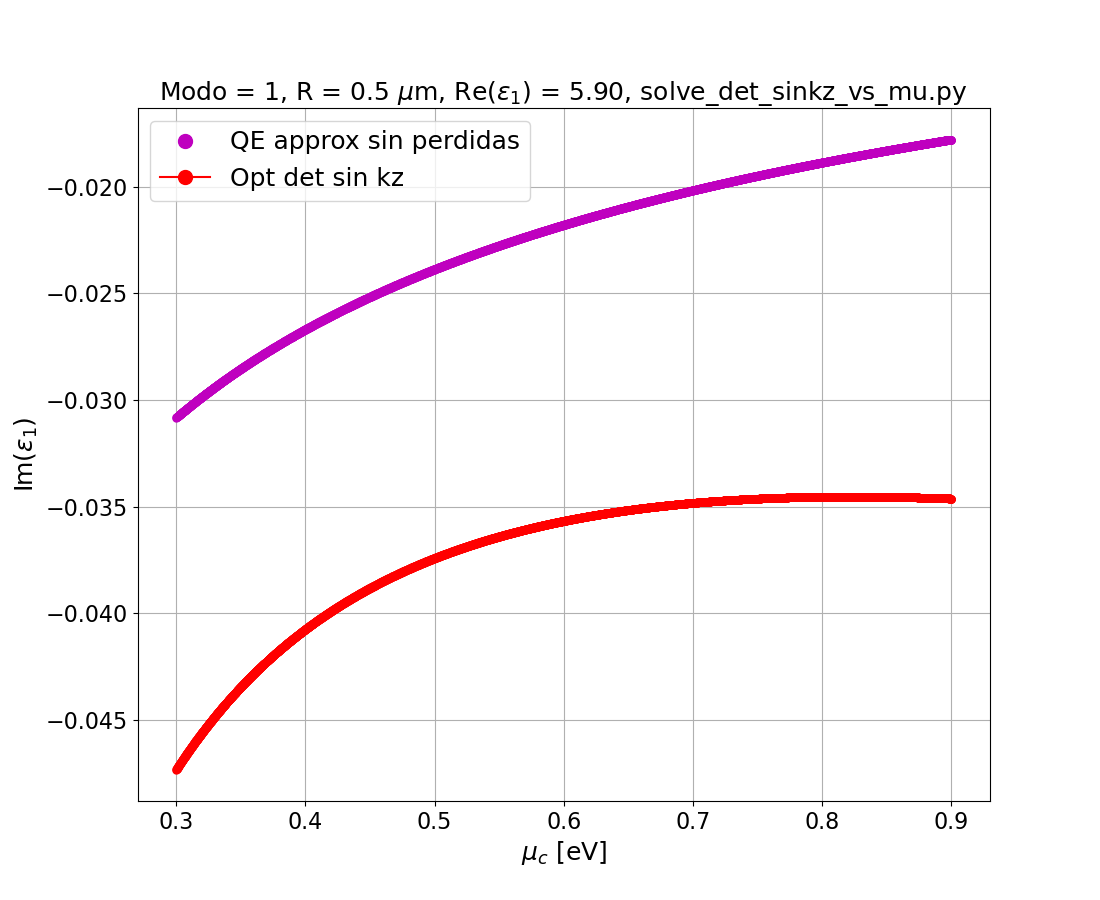 Modo = 1, R = 0.5 μm, Re(ε₁) = 5.90, solve_det_sinkz_vs_mu.py
QE approx sin perdidas
Opt det sin kz
−0.020
−0.025
−0.030
−0.035
−0.040
−0.045
Im(ε₁)
0.3 0.4 0.5 0.6 0.7 0.8 0.9
μ_c [eV]